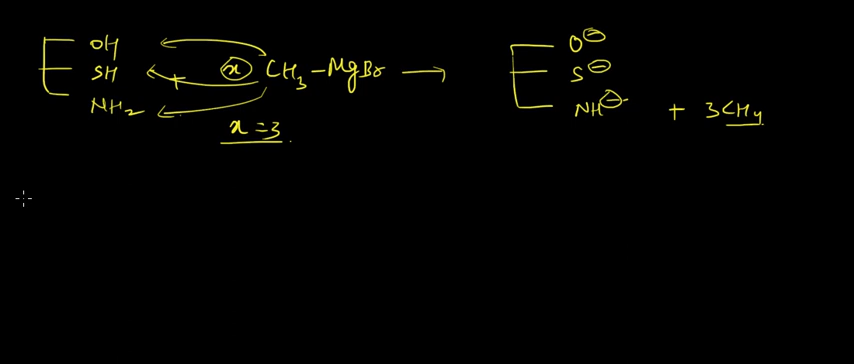 OH O⊖
SH + ⓧ CH₃–MgBr ⟶ S⊖
NH₂ NH⊖ + 3CH₄
x = 3